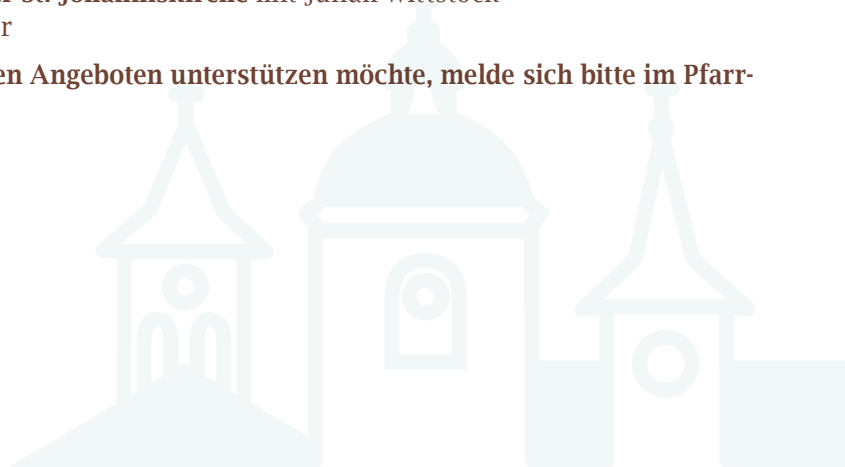 St. Johanniskirche mit Julian Wittstock
r
en Angeboten unterstützen möchte, melde sich bitte im Pfarr-